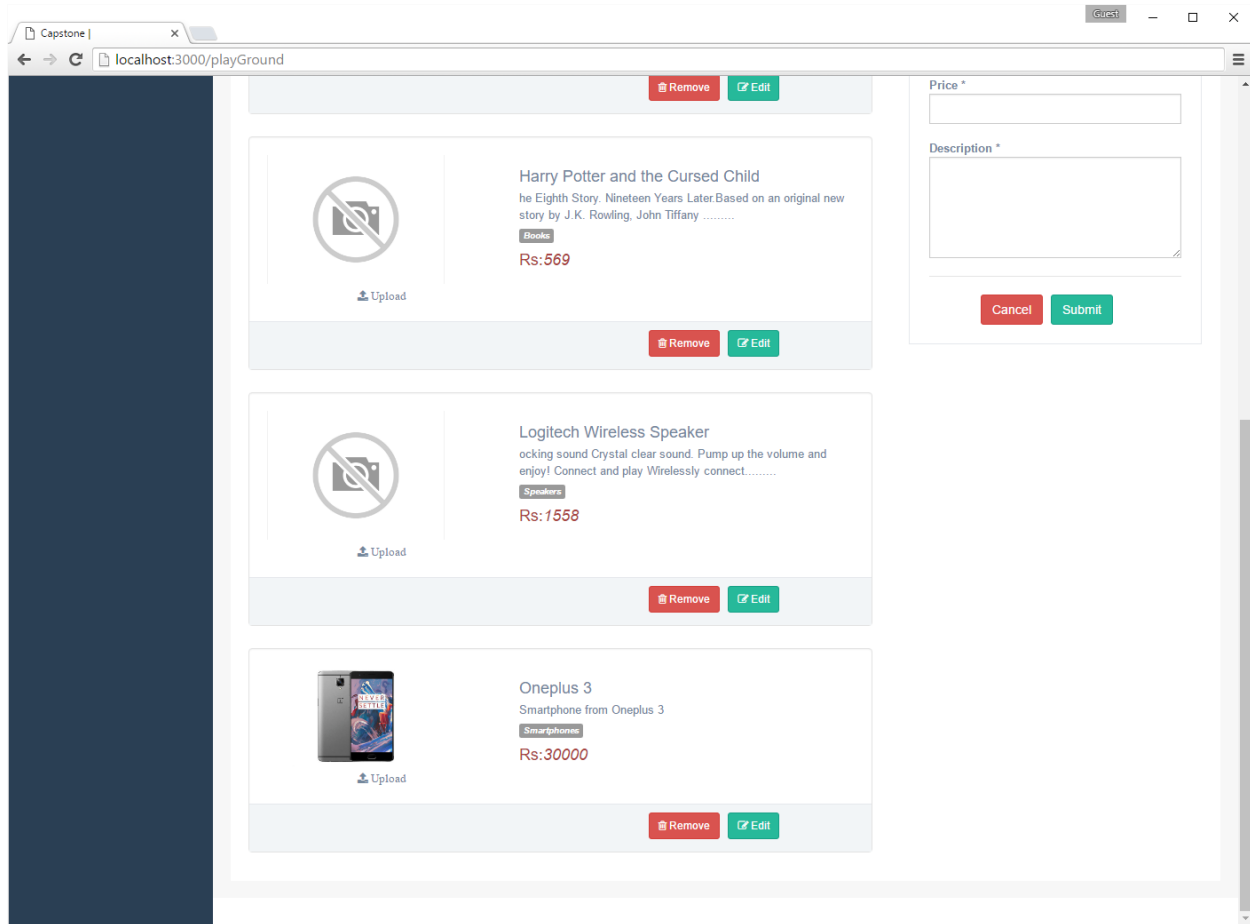 Guest
Capstone |
localhost:3000/playGround
Remove Edit
Price *
Description *
Cancel Submit
Harry Potter and the Cursed Child
he Eighth Story. Nineteen Years Later.Based on an original new
story by J.K. Rowling, John Tiffany .........
Books
Rs:569
Upload
Remove Edit
Logitech Wireless Speaker
ocking sound Crystal clear sound. Pump up the volume and
enjoy! Connect and play Wirelessly connect.........
Speakers
Rs:1558
Upload
Remove Edit
NEVER
SETTLE
Oneplus 3
Smartphone from Oneplus 3
Smartphones
Rs:30000
Upload
Remove Edit